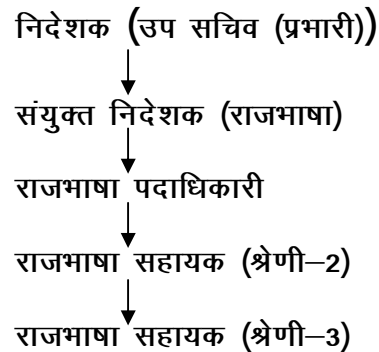 निदेशक (उप सचिव (प्रभारी))
संयुक्त निदेशक (राजभाषा)
राजभाषा पदाधिकारी
राजभाषा सहायक (श्रेणी–2)
राजभाषा सहायक (श्रेणी–3)